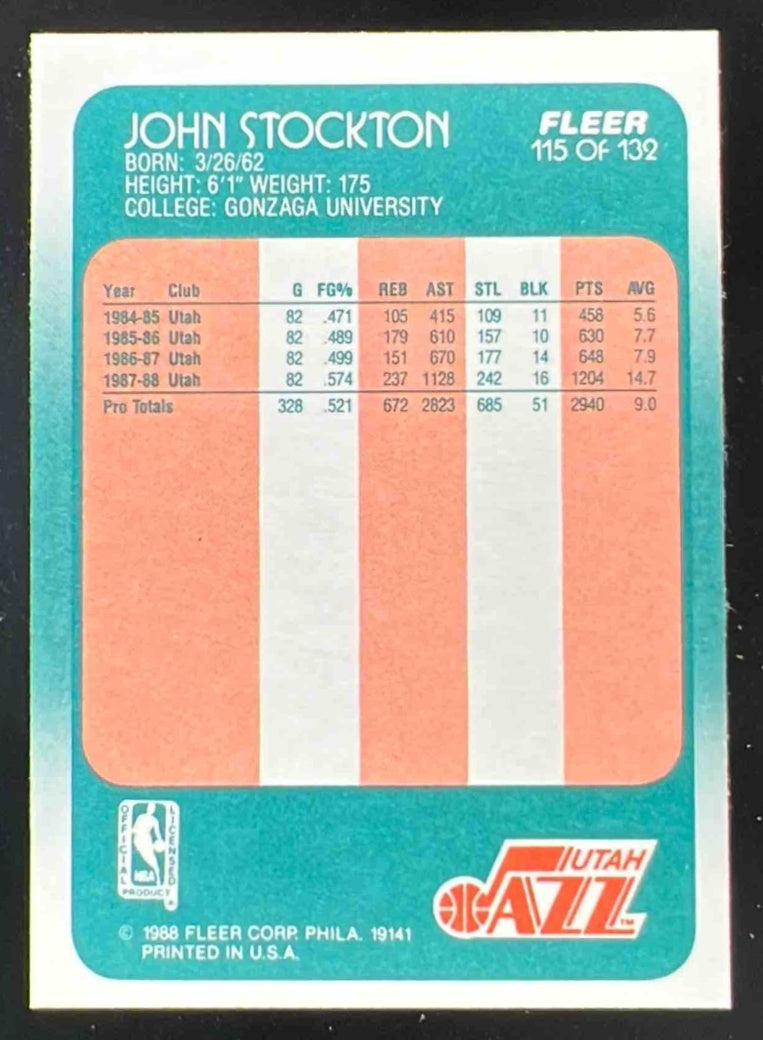 JOHN STOCKTON
BORN: 3/26/62
HEIGHT: 6'1" WEIGHT: 175
COLLEGE: GONZAGA UNIVERSITY
FLEER
115 OF 132
Year Club G FG% REB AST STL BLK PTS AVG
1984-85 Utah 82 .471 105 415 109 11 458 5.6
1985-86 Utah 82 .489 179 610 157 10 630 7.7
1986-87 Utah 82 .499 151 670 177 14 648 7.9
1987-88 Utah 82 .574 237 1128 242 16 1204 14.7
Pro Totals 328 .521 672 2823 685 51 2940 9.0
OFFICIAL
LICENSED
NBA
PRODUCT
®
UTAH
JAZZ™
© 1988 FLEER CORP. PHILA. 19141
PRINTED IN U.S.A.